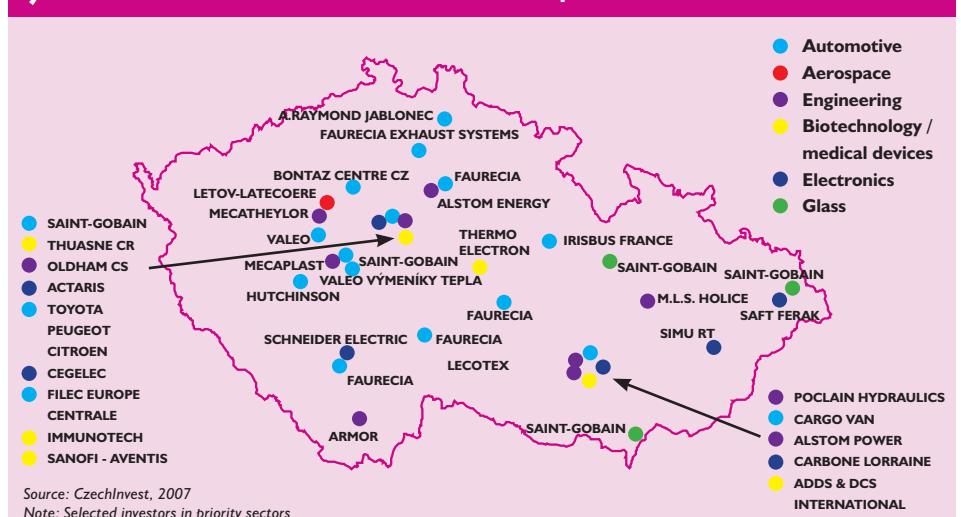 Automotive
Aerospace
Engineering
Biotechnology /
medical devices
Electronics
Glass
A.RAYMOND JABLONEC
FAURECIA EXHAUST SYSTEMS
BONTAZ CENTRE CZ
FAURECIA
LETOV-LATECOERE
ALSTOM ENERGY
MECATHEYLOR
VALEO
THERMO
ELECTRON
IRISBUS FRANCE
MECAPLAST
SAINT-GOBAIN
SAINT-GOBAIN
SAINT-GOBAIN
VALEO VÝMENÍKY TEPLA
HUTCHINSON
M.L.S. HOLICE
FAURECIA
SAFT FERAK
SCHNEIDER ELECTRIC
FAURECIA
SIMU RT
LECOTEX
FAURECIA
ARMOR
SAINT-GOBAIN
SAINT-GOBAIN
THUASNE CR
OLDHAM CS
ACTARIS
TOYOTA
PEUGEOT
CITROEN
CEGELEC
FILEC EUROPE
CENTRALE
IMMUNOTECH
SANOFI - AVENTIS
POCLAIN HYDRAULICS
CARGO VAN
ALSTOM POWER
CARBONE LORRAINE
ADDS & DCS
INTERNATIONAL
Source: CzechInvest, 2007
Note: Selected investors in priority sectors